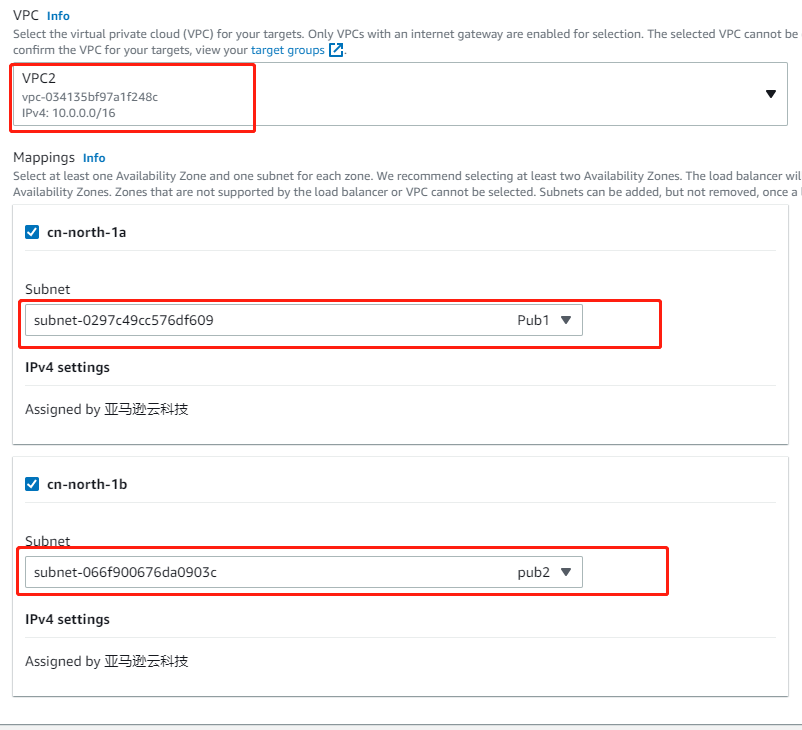 VPC Info
Select the virtual private cloud (VPC) for your targets. Only VPCs with an internet gateway are enabled for selection. The selected VPC cannot be
confirm the VPC for your targets, view your target groups.
VPC2
vpc-034135bf97a1f248c
IPv4: 10.0.0.0/16
Mappings Info
Select at least one Availability Zone and one subnet for each zone. We recommend selecting at least two Availability Zones. The load balancer wil
Availability Zones. Zones that are not supported by the load balancer or VPC cannot be selected. Subnets can be added, but not removed, once a
cn-north-1a
Subnet
subnet-0297c49cc576df609 Pub1
IPv4 settings
Assigned by 亚马逊云科技
cn-north-1b
Subnet
subnet-066f900676da0903c pub2
IPv4 settings
Assigned by 亚马逊云科技